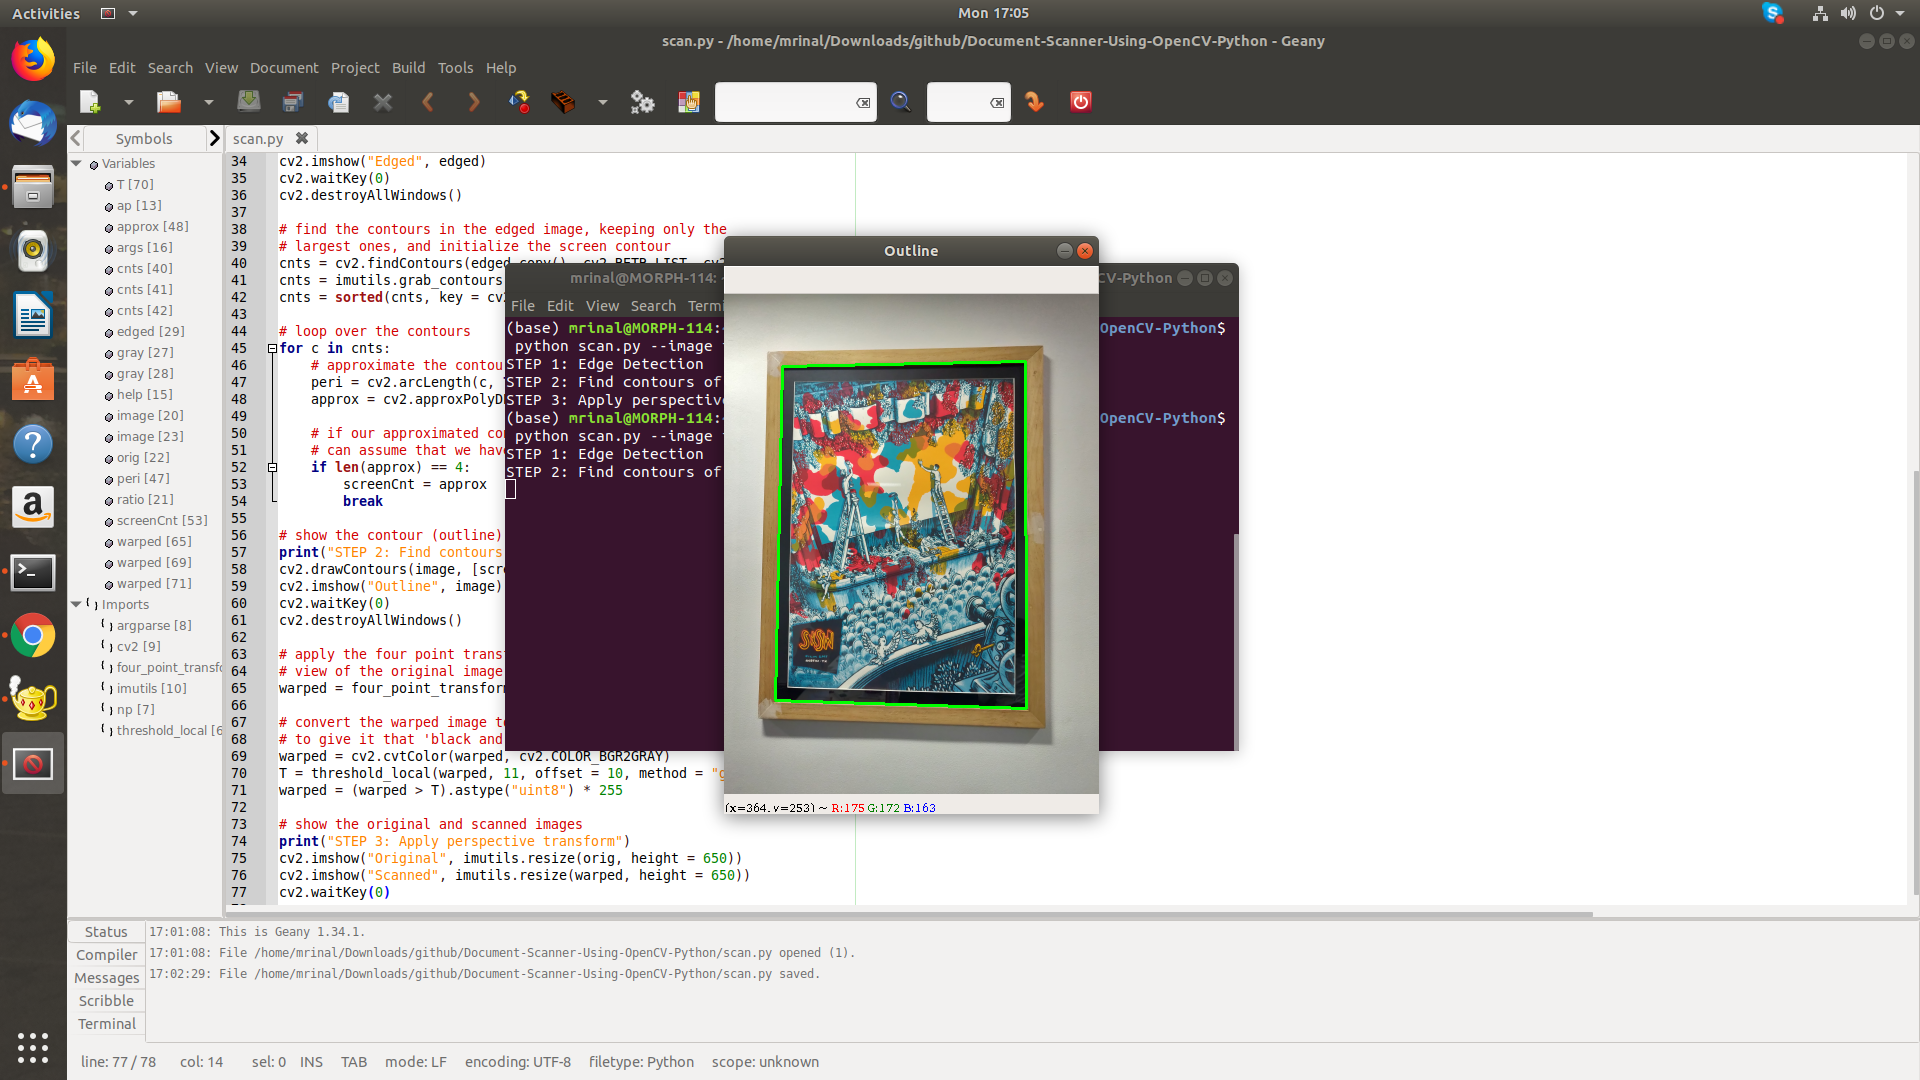 Activities
Mon 17:05
scan.py - /home/mrinal/Downloads/github/Document-Scanner-Using-OpenCV-Python - Geany
File Edit Search View Document Project Build Tools Help
Symbols
scan.py
Variables
T [70]
ap [13]
approx [48]
args [16]
cnts [40]
cnts [41]
cnts [42]
edged [29]
gray [27]
gray [28]
help [15]
image [20]
image [23]
orig [22]
peri [47]
ratio [21]
screenCnt [53]
warped [65]
warped [69]
warped [71]
Imports
argparse [8]
cv2 [9]
four_point_transfo
imutils [10]
np [7]
threshold_local [6
34 cv2.imshow("Edged", edged)
35 cv2.waitKey(0)
36 cv2.destroyAllWindows()
37
38 # find the contours in the edged image, keeping only the
39 # largest ones, and initialize the screen contour
40 cnts = cv2.findContours(edged.copy(), cv2.RETR_LIST, cv2
41 cnts = imutils.grab_contours
42 cnts = sorted(cnts, key = cv
43
44 # loop over the contours
45 for c in cnts:
46 # approximate the contou
47 peri = cv2.arcLength(c,
48 approx = cv2.approxPolyD
49
50 # if our approximated co
51 # can assume that we hav
52 if len(approx) == 4:
53 screenCnt = approx
54 break
55
56 # show the contour (outline)
57 print("STEP 2: Find contours
58 cv2.drawContours(image, [scr
59 cv2.imshow("Outline", image)
60 cv2.waitKey(0)
61 cv2.destroyAllWindows()
62
63 # apply the four point trans
64 # view of the original image
65 warped = four_point_transfor
66
67 # convert the warped image t
68 # to give it that 'black and
69 warped = cv2.cvtColor(warped, cv2.COLOR_BGR2GRAY)
70 T = threshold_local(warped, 11, offset = 10, method = "g
71 warped = (warped > T).astype("uint8") * 255
72
73 # show the original and scanned images
74 print("STEP 3: Apply perspective transform")
75 cv2.imshow("Original", imutils.resize(orig, height = 650))
76 cv2.imshow("Scanned", imutils.resize(warped, height = 650))
77 cv2.waitKey(0)
mrinal@MORPH-114: CV-Python
File Edit View Search Termi
(base) mrinal@MORPH-114: OpenCV-Python$
python scan.py --image
STEP 1: Edge Detection
STEP 2: Find contours of
STEP 3: Apply perspectiv
(base) mrinal@MORPH-114: OpenCV-Python$
python scan.py --image
STEP 1: Edge Detection
STEP 2: Find contours of
Outline
(x=364, y=253) ~ R:175 G:172 B:163
Status
Compiler
Messages
Scribble
Terminal
17:01:08: This is Geany 1.34.1.
17:01:08: File /home/mrinal/Downloads/github/Document-Scanner-Using-OpenCV-Python/scan.py opened (1).
17:02:29: File /home/mrinal/Downloads/github/Document-Scanner-Using-OpenCV-Python/scan.py saved.
line: 77 / 78 col: 14 sel: 0 INS TAB mode: LF encoding: UTF-8 filetype: Python scope: unknown